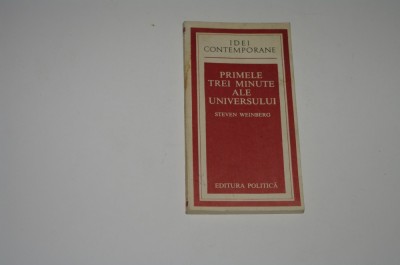 IDEI
CONTEMPORANE
PRIMELE
TREI MINUTE
ALE
UNIVERSULUI
STEVEN WEINBERG
EDITURA POLITICĂ